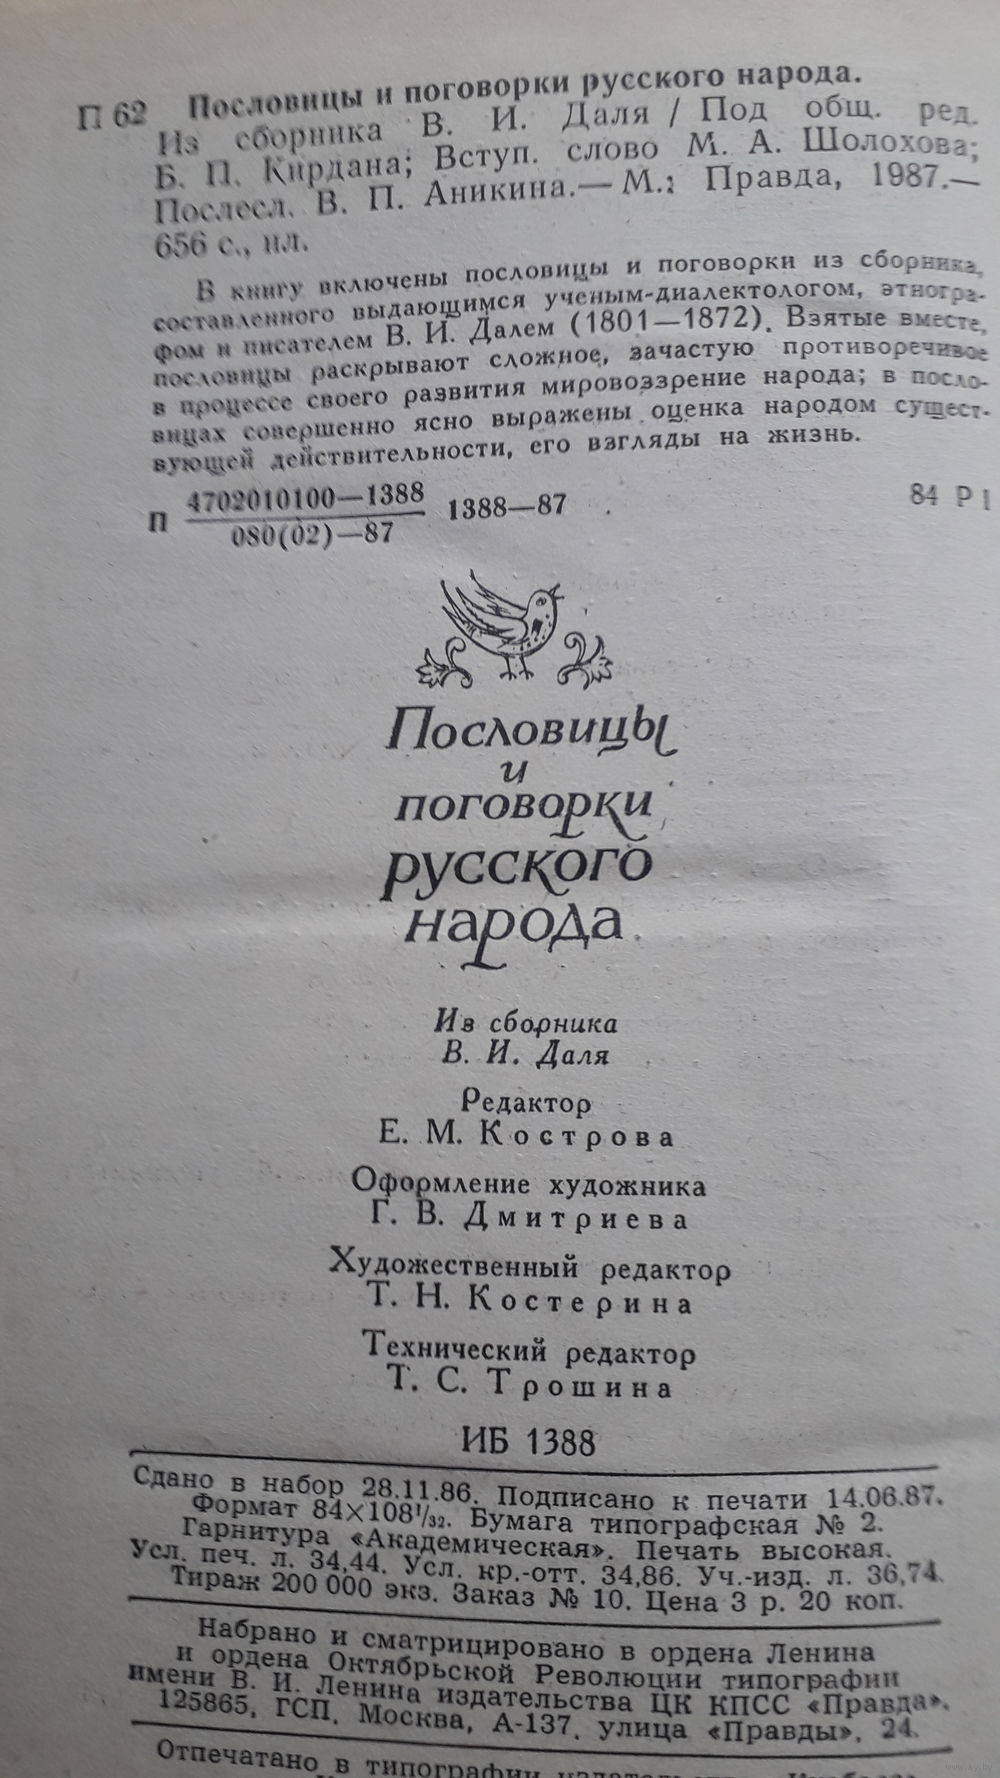 П 62 Пословицы и поговорки русского народа.
Из сборника В. И. Даля / Под общ. ред.
Б. П. Кирдана; Вступ. слово М. А. Шолохова;
Послесл. В. П. Аникина.— М.: Правда, 1987.—
656 с., ил.
В книгу включены пословицы и поговорки из сборника,
составленного выдающимся ученым-диалектологом, этногра-
фом и писателем В. И. Далем (1801—1872). Взятые вместе,
пословицы раскрывают сложное, зачастую противоречивое
в процессе своего развития мировоззрение народа; в посло-
вицах совершенно ясно выражены оценка народом сущест-
вующей действительности, его взгляды на жизнь.
П 4702010100—1388 1388—87 84 Р 1
080(02)—87
Пословицы
и
поговорки
русского
народа
Из сборника
В. И. Даля
Редактор
Е. М. Кострова
Оформление художника
Г. В. Дмитриева
Художественный редактор
Т. Н. Костерина
Технический редактор
Т. С. Трошина
ИБ 1388
Сдано в набор 28.11.86. Подписано к печати 14.06.87.
Формат 84×108 1/32. Бумага типографская № 2.
Гарнитура «Академическая». Печать высокая.
Усл. печ. л. 34,44. Усл. кр.-отт. 34,86. Уч.-изд. л. 36,74.
Тираж 200 000 экз. Заказ № 10. Цена 3 р. 20 коп.
Набрано и сматрицировано в ордена Ленина
и ордена Октябрьской Революции типографии
имени В. И. Ленина издательства ЦК КПСС «Правда».
125865, ГСП, Москва, А-137, улица «Правды», 24.
Отпечатано в типографии издательства